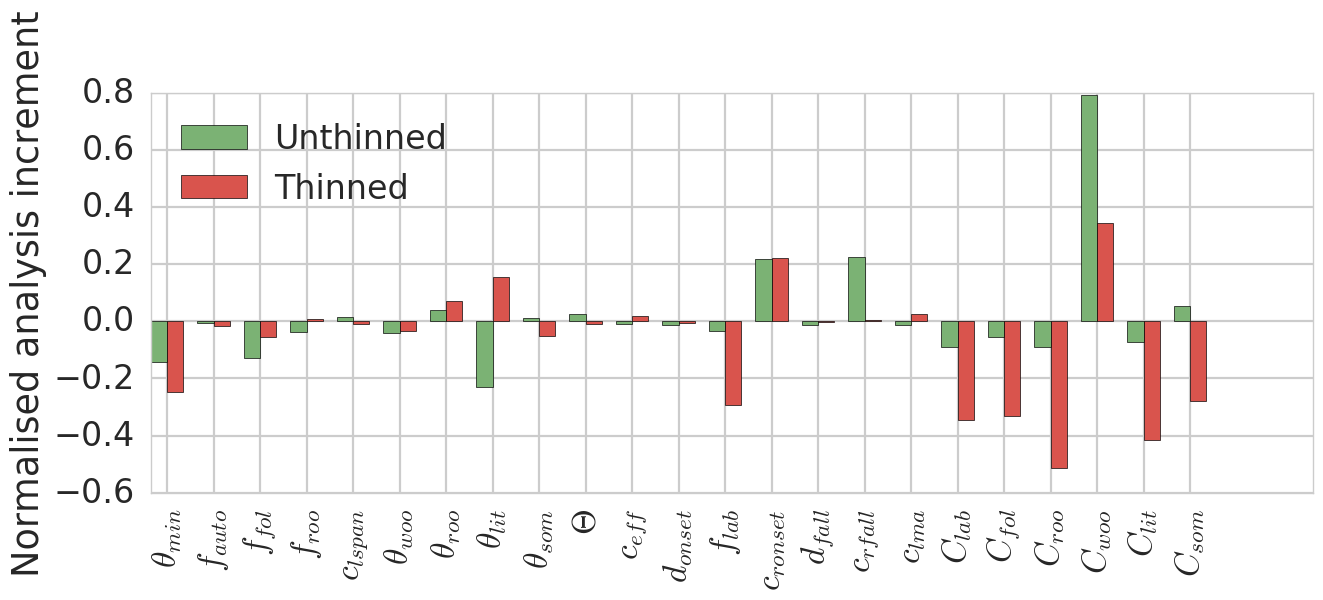 Normalised analysis increment
0.8
0.6
0.4
0.2
0.0
−0.2
−0.4
−0.6
Unthinned
Thinned
θ_min
f_auto
f_fol
f_roo
c_lspan
θ_woo
θ_roo
θ_lit
θ_som
Θ
c_eff
d_onset
f_lab
c_ronset
d_fall
c_rfall
c_lma
C_lab
C_fol
C_roo
C_woo
C_lit
C_som